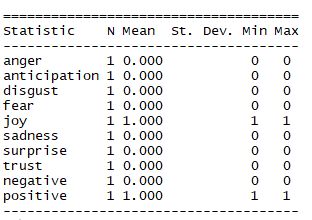 =====================================
Statistic N Mean St. Dev. Min Max
-------------------------------------
anger 1 0.000 0 0
anticipation 1 0.000 0 0
disgust 1 0.000 0 0
fear 1 0.000 0 0
joy 1 1.000 1 1
sadness 1 0.000 0 0
surprise 1 0.000 0 0
trust 1 0.000 0 0
negative 1 0.000 0 0
positive 1 1.000 1 1
-------------------------------------